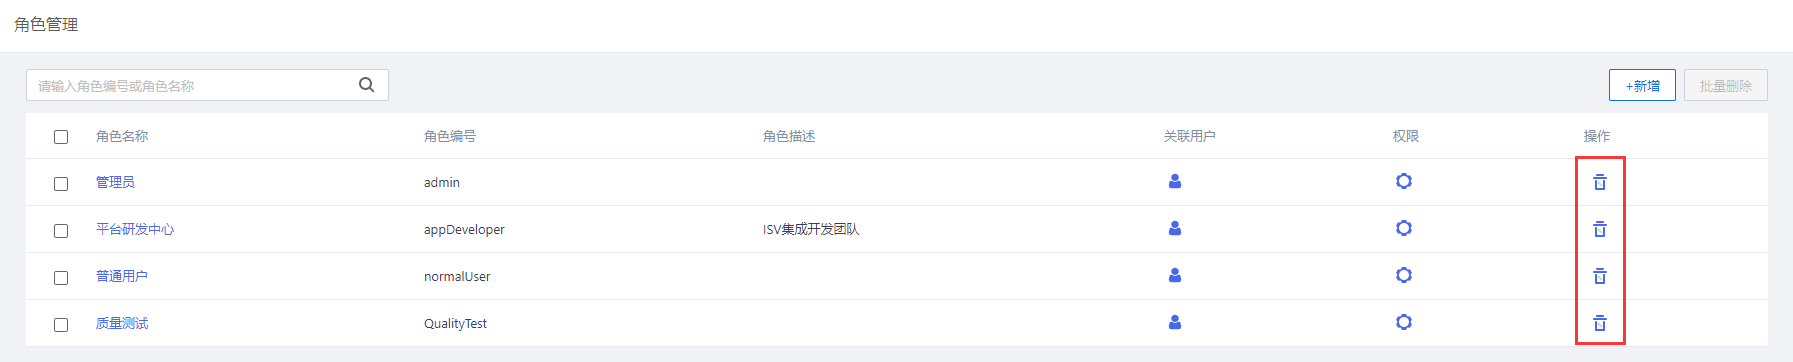 角色管理
请输入角色编号或角色名称
+新增 批量删除
角色名称 角色编号 角色描述 关联用户 权限 操作
管理员 admin
平台研发中心 appDeveloper ISV集成开发团队
普通用户 normalUser
质量测试 QualityTest